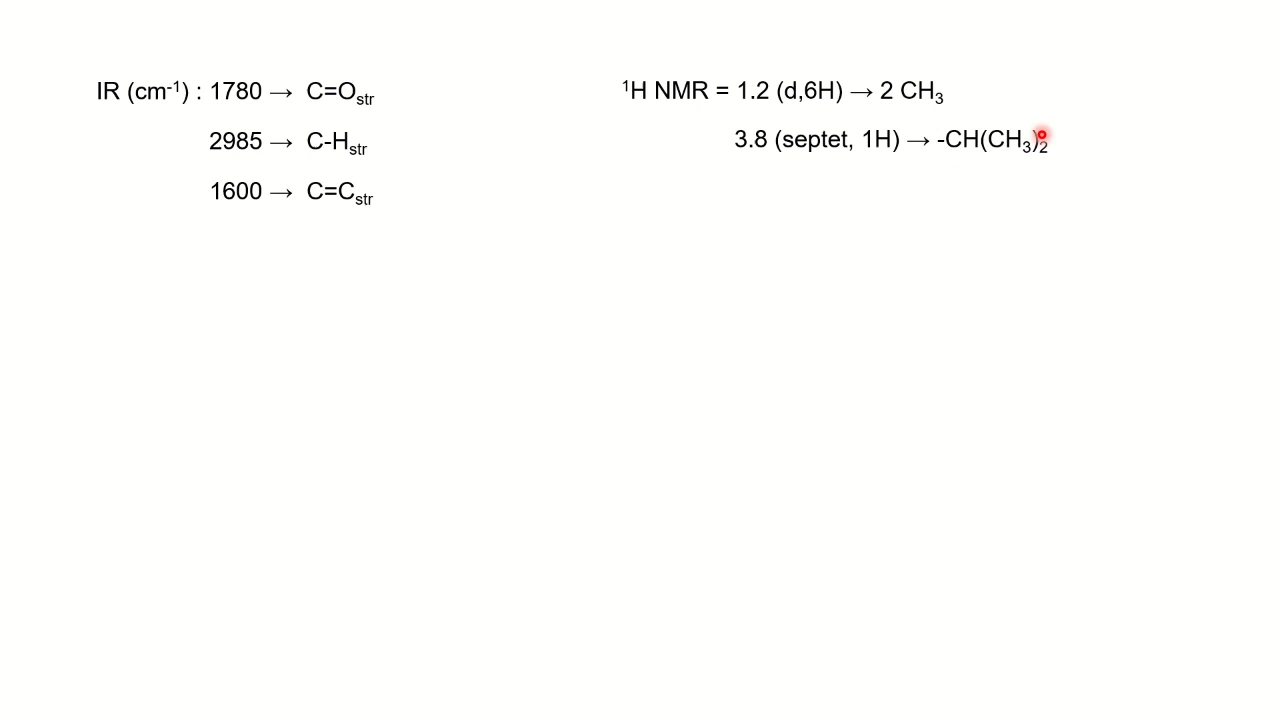 IR (cm⁻¹) : 1780 → C=Ostr
2985 → C-Hstr
1600 → C=Cstr
¹H NMR = 1.2 (d,6H) → 2 CH₃
3.8 (septet, 1H) → -CH(CH₃)₂